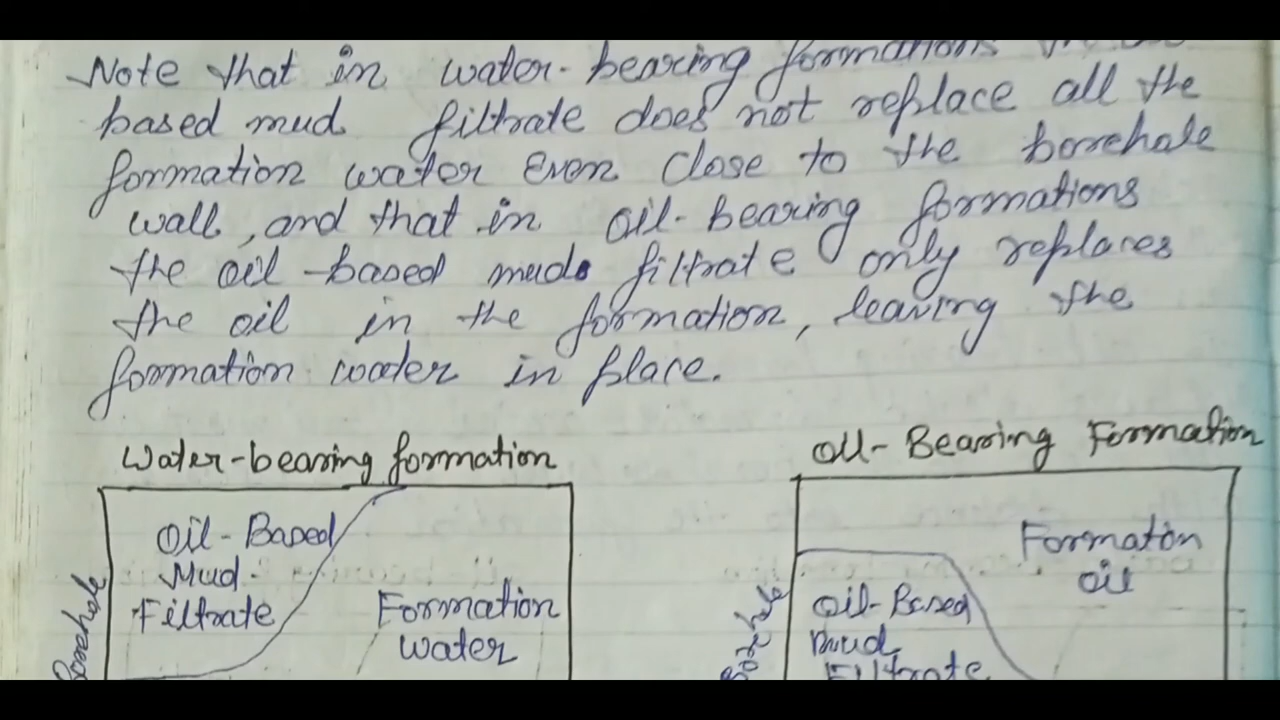 Note that in water-bearing formations
based mud filtrate does not replace all the
formation water even close to the borehole
wall, and that in oil-bearing formations
the oil-based mud filtrate only replaces
the oil in the formation, leaving the
formation water in place.
Water-bearing formation
Oil-Based
Mud
Filtrate
Formation
water
Borehole
Oil-Bearing Formation
Formaton
oil
Oil-Based
mud
Filtrate
Borehole